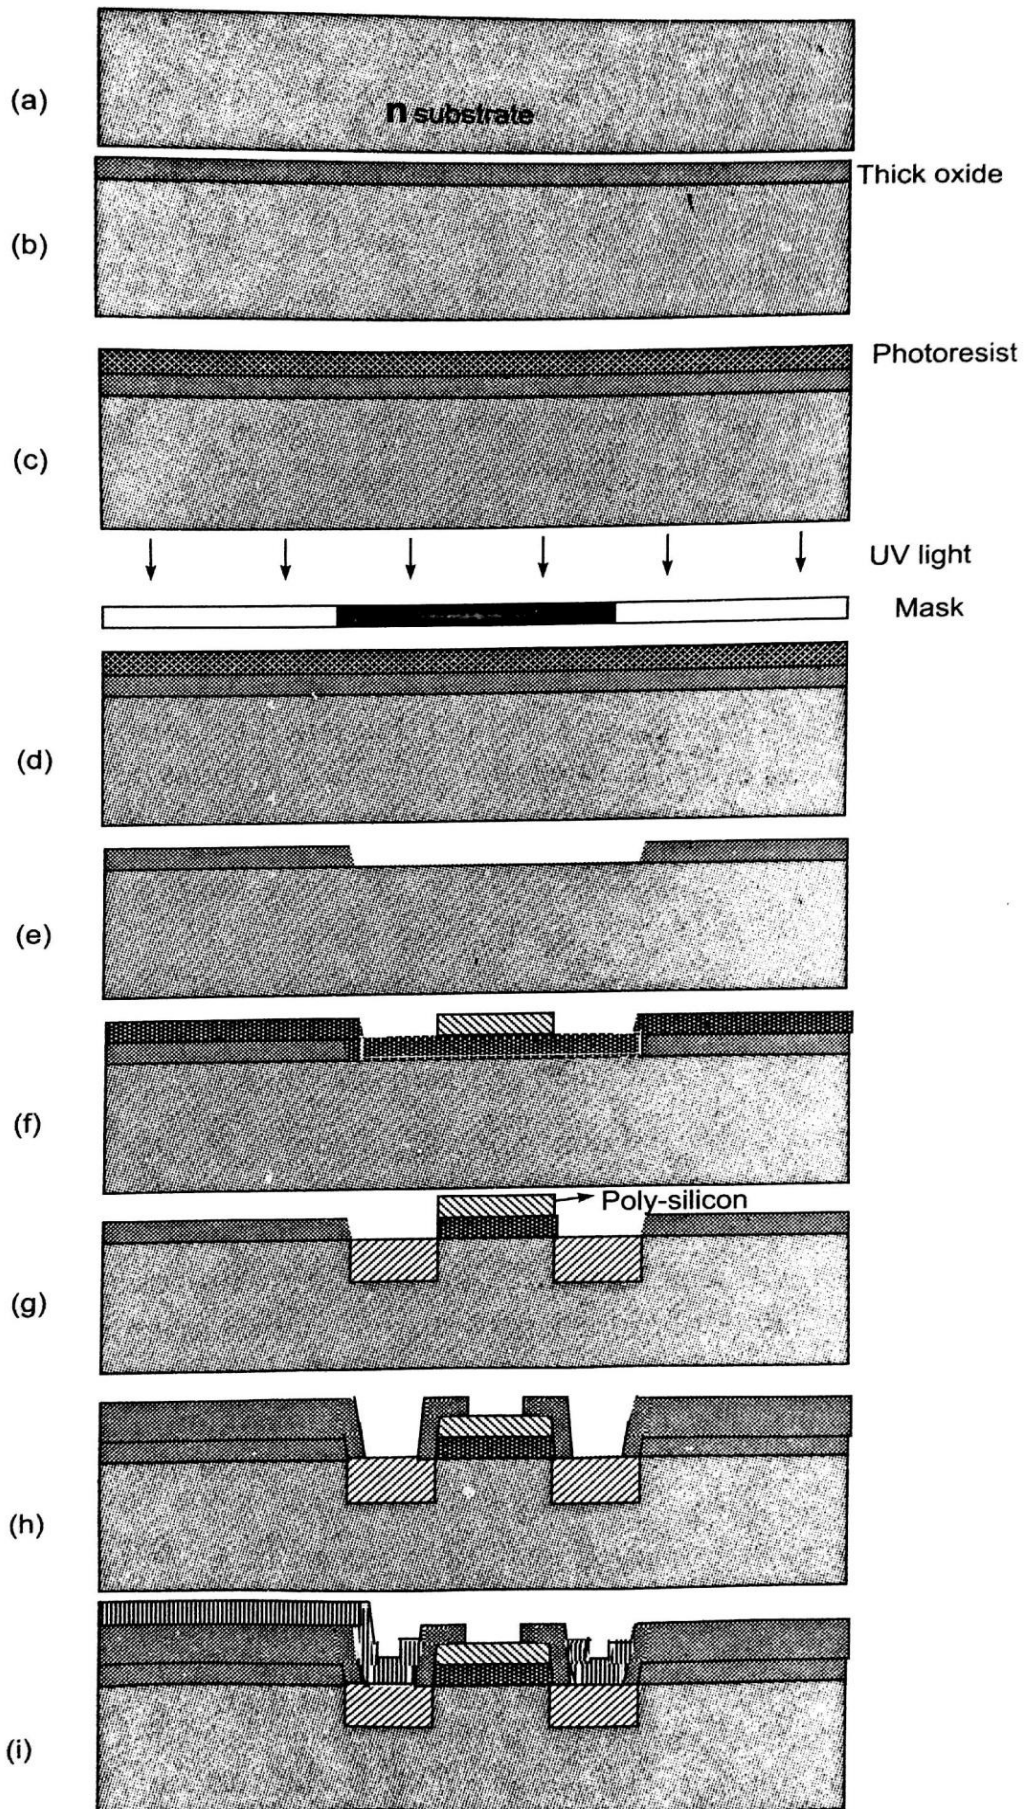 (a)
n substrate
Thick oxide
(b)
Photoresist
(c)
UV light
Mask
(d)
(e)
(f)
Poly-silicon
(g)
(h)
(i)